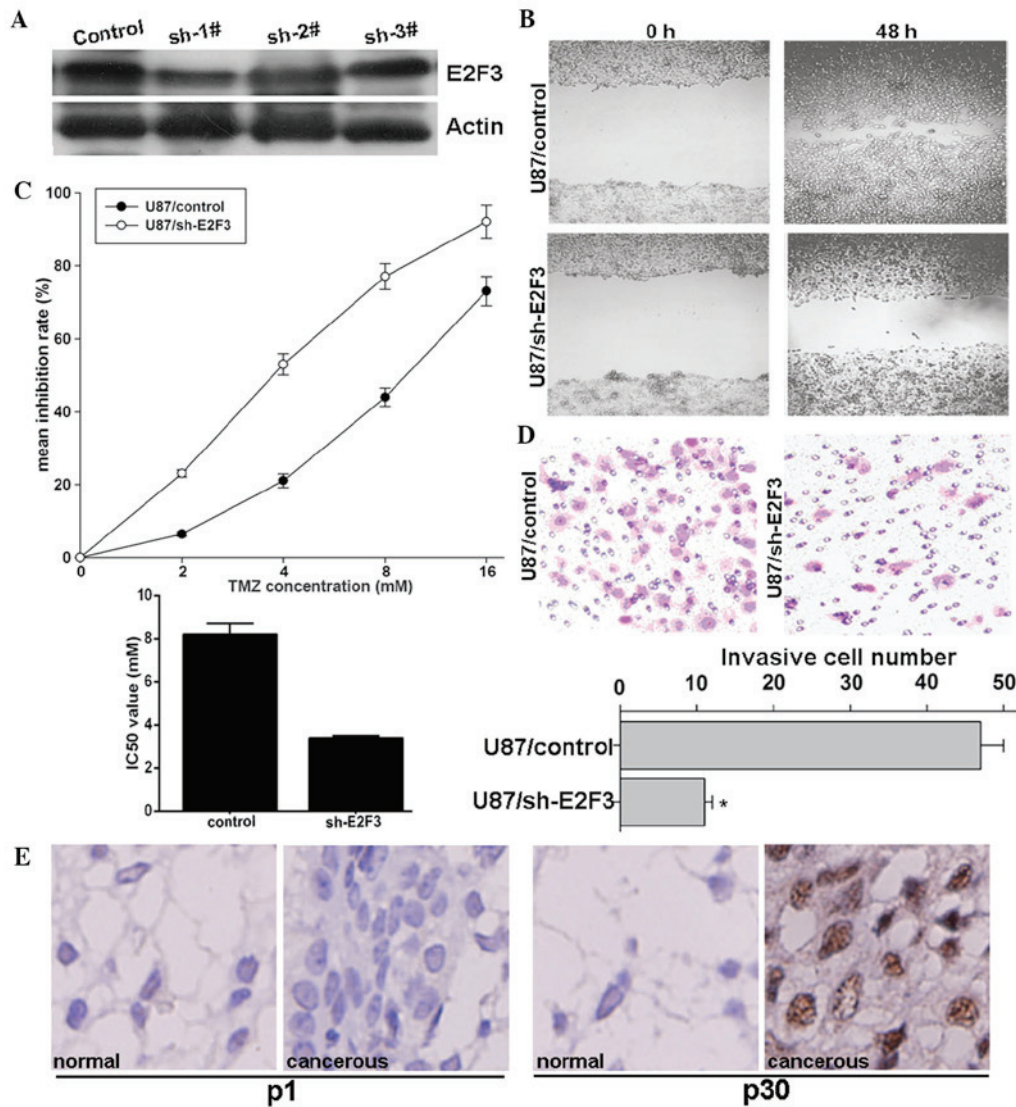 A
Control sh-1# sh-2# sh-3#
E2F3
Actin
B
0 h 48 h
U87/control
U87/sh-E2F3
C
U87/control
U87/sh-E2F3
mean inhibition rate (%)
100
80
60
40
20
0
0 2 4 8 16
TMZ concentration (mM)
IC50 value (mM)
10
8
6
4
2
0
control sh-E2F3
D
U87/control
U87/sh-E2F3
Invasive cell number
0 10 20 30 40 50
U87/control
U87/sh-E2F3
*
E
normal cancerous normal cancerous
p1 p30